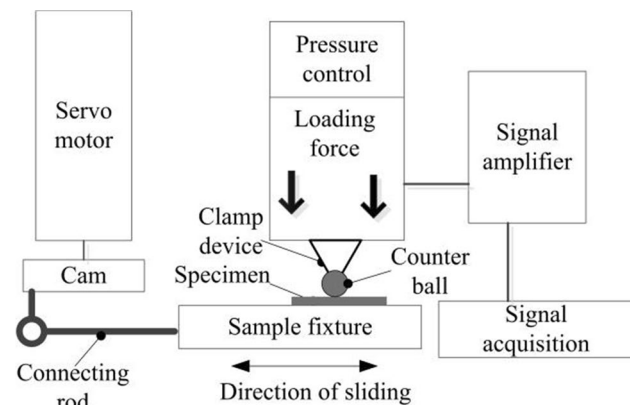 Pressure
control
Servo
motor
Loading
force
Signal
amplifier
Clamp
device
Counter
ball
Cam
Specimen
Sample fixture
Signal
acquisition
Connecting
rod
Direction of sliding